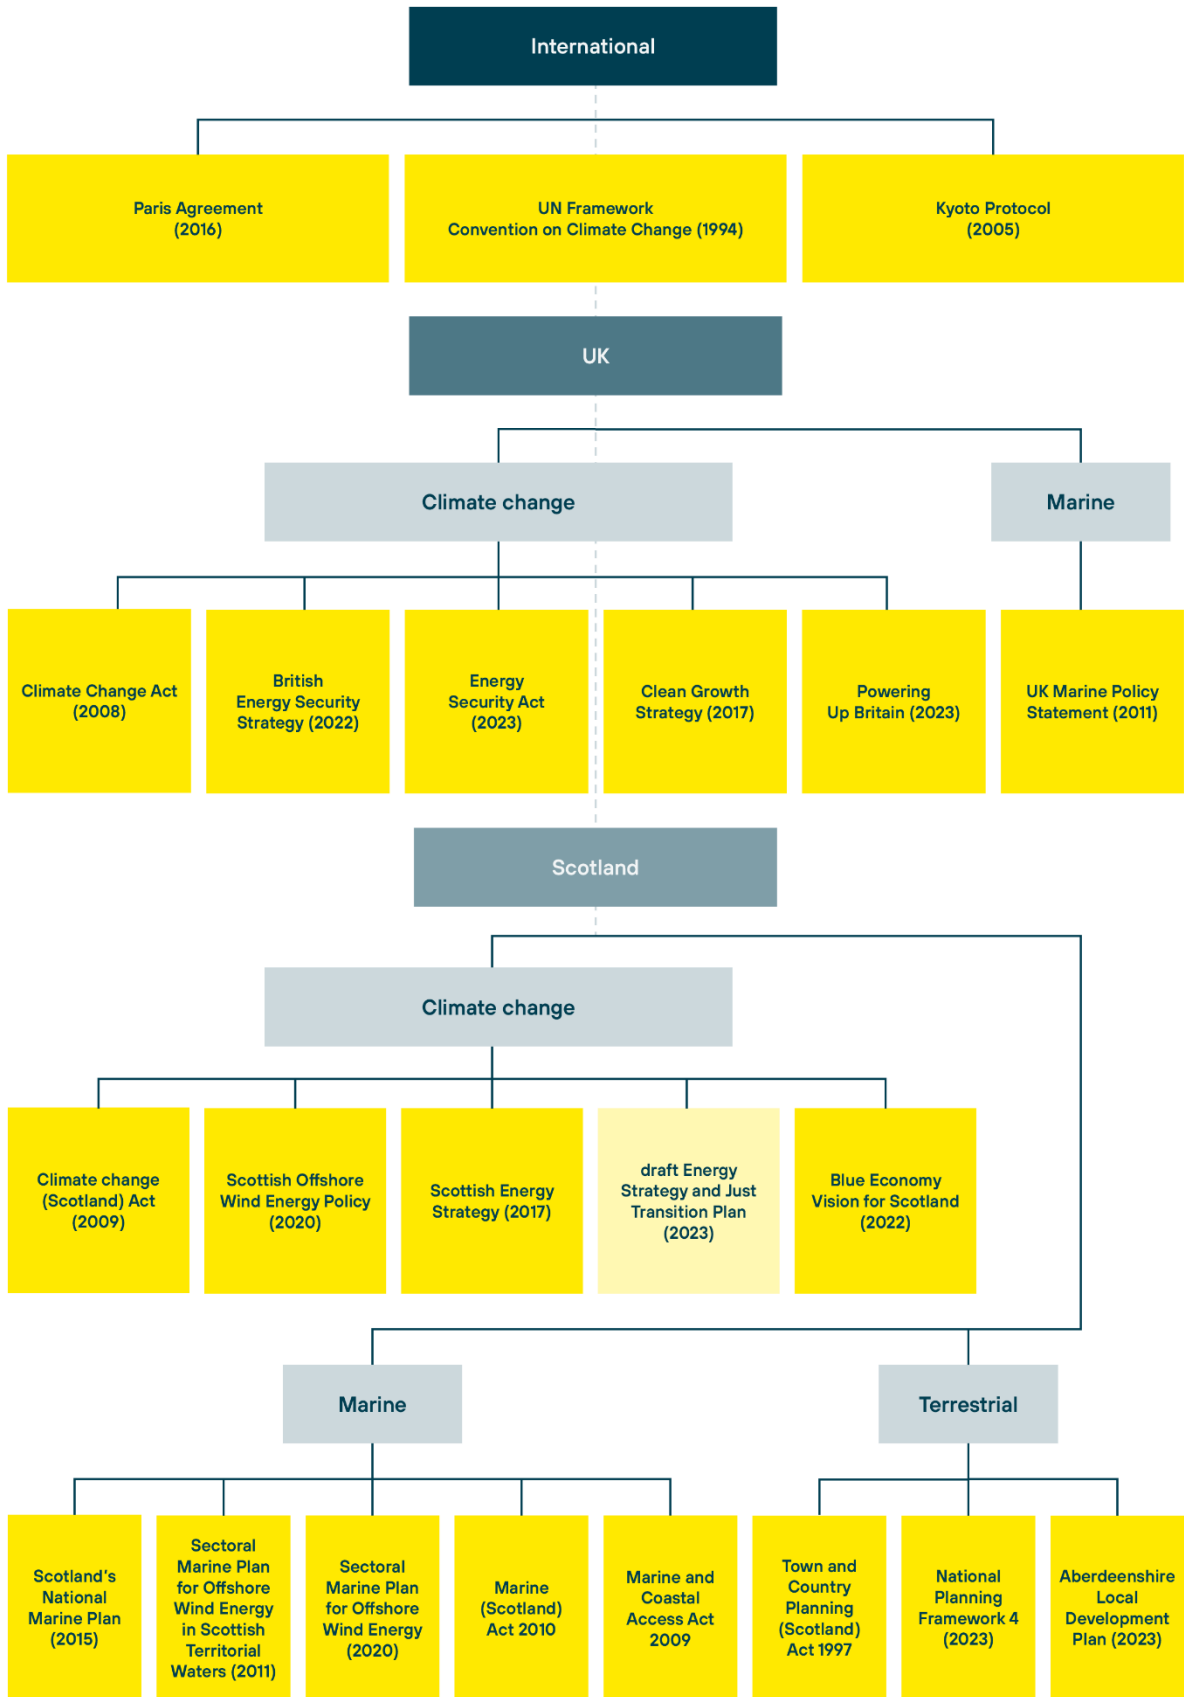 International
Paris Agreement
(2016)
UN Framework
Convention on Climate Change (1994)
Kyoto Protocol
(2005)
UK
Climate change
Marine
Climate Change Act
(2008)
British
Energy Security
Strategy (2022)
Energy
Security Act
(2023)
Clean Growth
Strategy (2017)
Powering
Up Britain (2023)
UK Marine Policy
Statement (2011)
Scotland
Climate change
Climate change
(Scotland) Act
(2009)
Scottish Offshore
Wind Energy Policy
(2020)
Scottish Energy
Strategy (2017)
draft Energy
Strategy and Just
Transition Plan
(2023)
Blue Economy
Vision for Scotland
(2022)
Marine
Terrestrial
Scotland's
National
Marine Plan
(2015)
Sectoral
Marine Plan
for Offshore
Wind Energy
in Scottish
Territorial
Waters (2011)
Sectoral
Marine Plan
for Offshore
Wind Energy
(2020)
Marine
(Scotland)
Act 2010
Marine and
Coastal
Access Act
2009
Town and
Country
Planning
(Scotland)
Act 1997
National
Planning
Framework 4
(2023)
Aberdeenshire
Local
Development
Plan (2023)